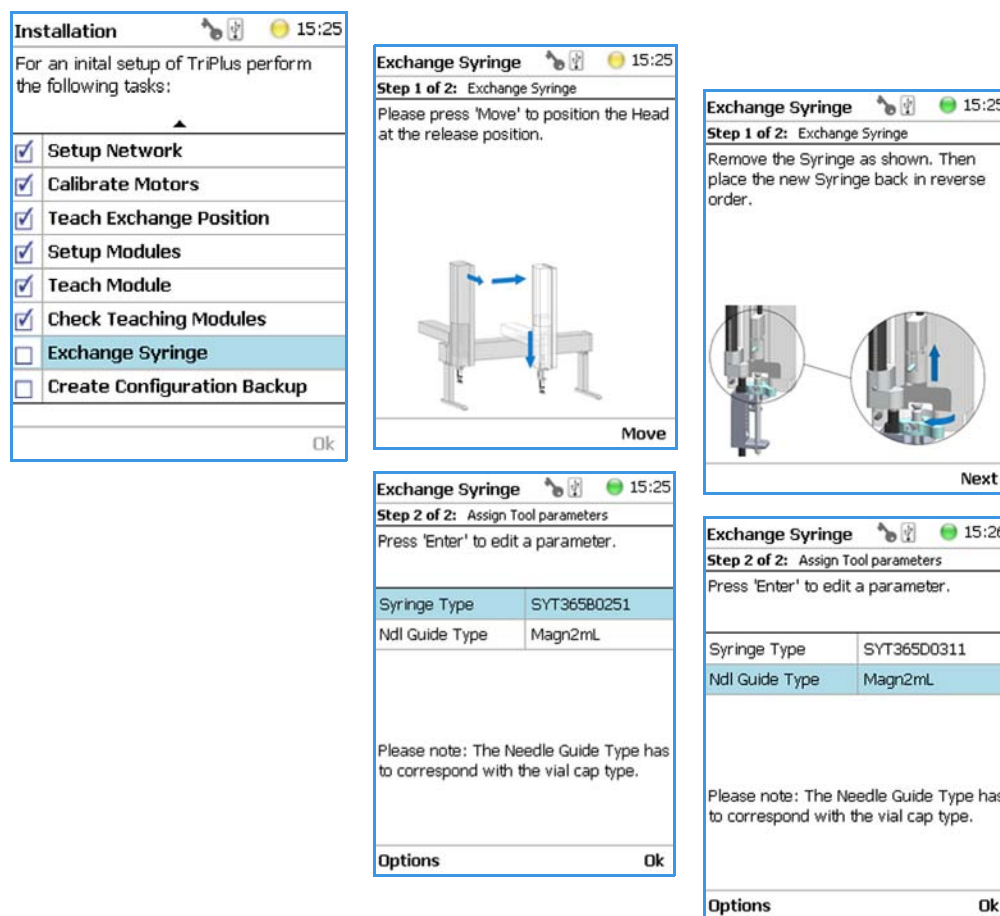 Installation 15:25
For an inital setup of TriPlus perform
the following tasks:
Setup Network
Calibrate Motors
Teach Exchange Position
Setup Modules
Teach Module
Check Teaching Modules
Exchange Syringe
Create Configuration Backup
Ok
Exchange Syringe 15:25
Step 1 of 2: Exchange Syringe
Please press 'Move' to position the Head
at the release position.
Move
Exchange Syringe 15:25
Step 1 of 2: Exchange Syringe
Remove the Syringe as shown. Then
place the new Syringe back in reverse
order.
Next
Exchange Syringe 15:25
Step 2 of 2: Assign Tool parameters
Press 'Enter' to edit a parameter.
Syringe Type SYT365B0251
Ndl Guide Type Magn2mL
Please note: The Needle Guide Type has
to correspond with the vial cap type.
Options Ok
Exchange Syringe 15:26
Step 2 of 2: Assign Tool parameters
Press 'Enter' to edit a parameter.
Syringe Type SYT365D0311
Ndl Guide Type Magn2mL
Please note: The Needle Guide Type has
to correspond with the vial cap type.
Options Ok